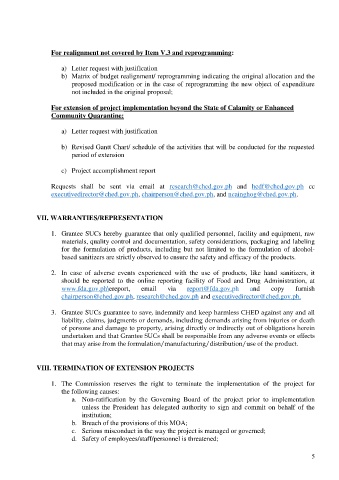 For realignment not covered by Item V.3 and reprogramming:
a) Letter request with justification
b) Matrix of budget realignment/ reprogramming indicating the original allocation and the
proposed modification or in the case of reprogramming the new object of expenditure
not included in the original proposal;
For extension of project implementation beyond the State of Calamity or Enhanced
Community Quarantine:
a) Letter request with justification
b) Revised Gantt Chart/ schedule of the activities that will be conducted for the requested
period of extension
c) Project accomplishment report
Requests shall be sent via email at research@ched.gov.ph and hedf@ched.gov.ph cc
executivedirector@ched.gov.ph, chairperson@ched.gov.ph, and ncainghog@ched.gov.ph.
VII. WARRANTIES/REPRESENTATION
1. Grantee SUCs hereby guarantee that only qualified personnel, facility and equipment, raw
materials, quality control and documentation, safety considerations, packaging and labeling
for the formulation of products, including but not limited to the formulation of alcohol-
based sanitizers are strictly observed to ensure the safety and efficacy of the products.
2. In case of adverse events experienced with the use of products, like hand sanitizers, it
should be reported to the online reporting facility of Food and Drug Administration, at
www.fda.gov.ph\ereport, email via report@fda.gov.ph and copy furnish
chairperson@ched.gov.ph, research@ched.gov.ph and executivedirector@ched.gov.ph.
3. Grantee SUCs guarantee to save, indemnify and keep harmless CHED against any and all
liability, claims, judgments or demands, including demands arising from injuries or death
of persons and damage to property, arising directly or indirectly out of obligations herein
undertaken and that Grantee SUCs shall be responsible from any adverse events or effects
that may arise from the formulation/manufacturing/distribution/use of the product.
VIII. TERMINATION OF EXTENSION PROJECTS
1. The Commission reserves the right to terminate the implementation of the project for
the following causes:
a. Non-ratification by the Governing Board of the project prior to implementation
unless the President has delegated authority to sign and commit on behalf of the
institution;
b. Breach of the provisions of this MOA;
c. Serious misconduct in the way the project is managed or governed;
d. Safety of employees/staff/personnel is threatened;
5